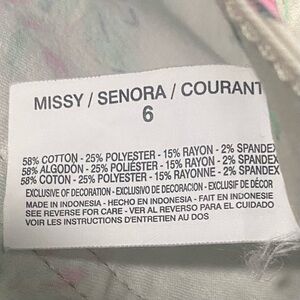 MISSY / SENORA / COURANT
6
58% COTTON - 25% POLYESTER - 15% RAYON - 2% SPANDEX
58% ALGODÓN - 25% POLIÉSTER - 15% RAYON - 2% SPANDEX
58% COTON - 25% POLYESTER - 15% RAYONNE - 2% SPANDEX
EXCLUSIVE OF DECORATION - EXCLUSIVO DE DECORACION - EXCLUSIF DE DÉCOR
MADE IN INDONESIA - HECHO EN INDONESIA - FAIT EN INDONESIE
SEE REVERSE FOR CARE - VER AL REVERSO PARA EL CUIDADO
VOIR LES INSTRUCTIONS D'ENTRETIEN AU DOS